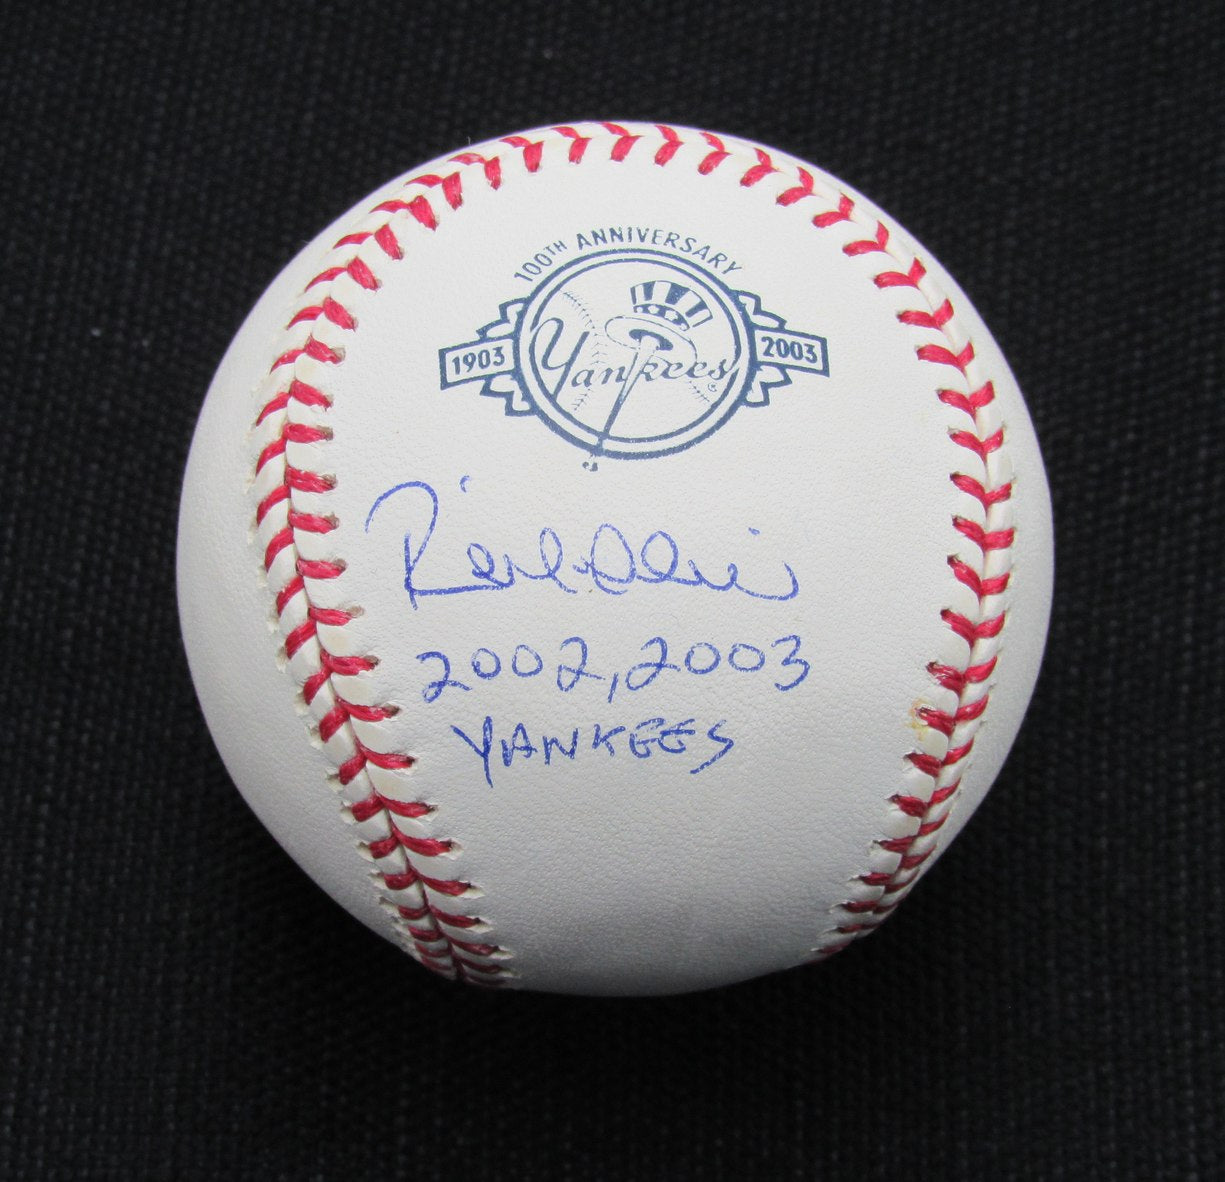 100TH ANNIVERSARY
1903 Yankees 2003
2002, 2003
YANKEES